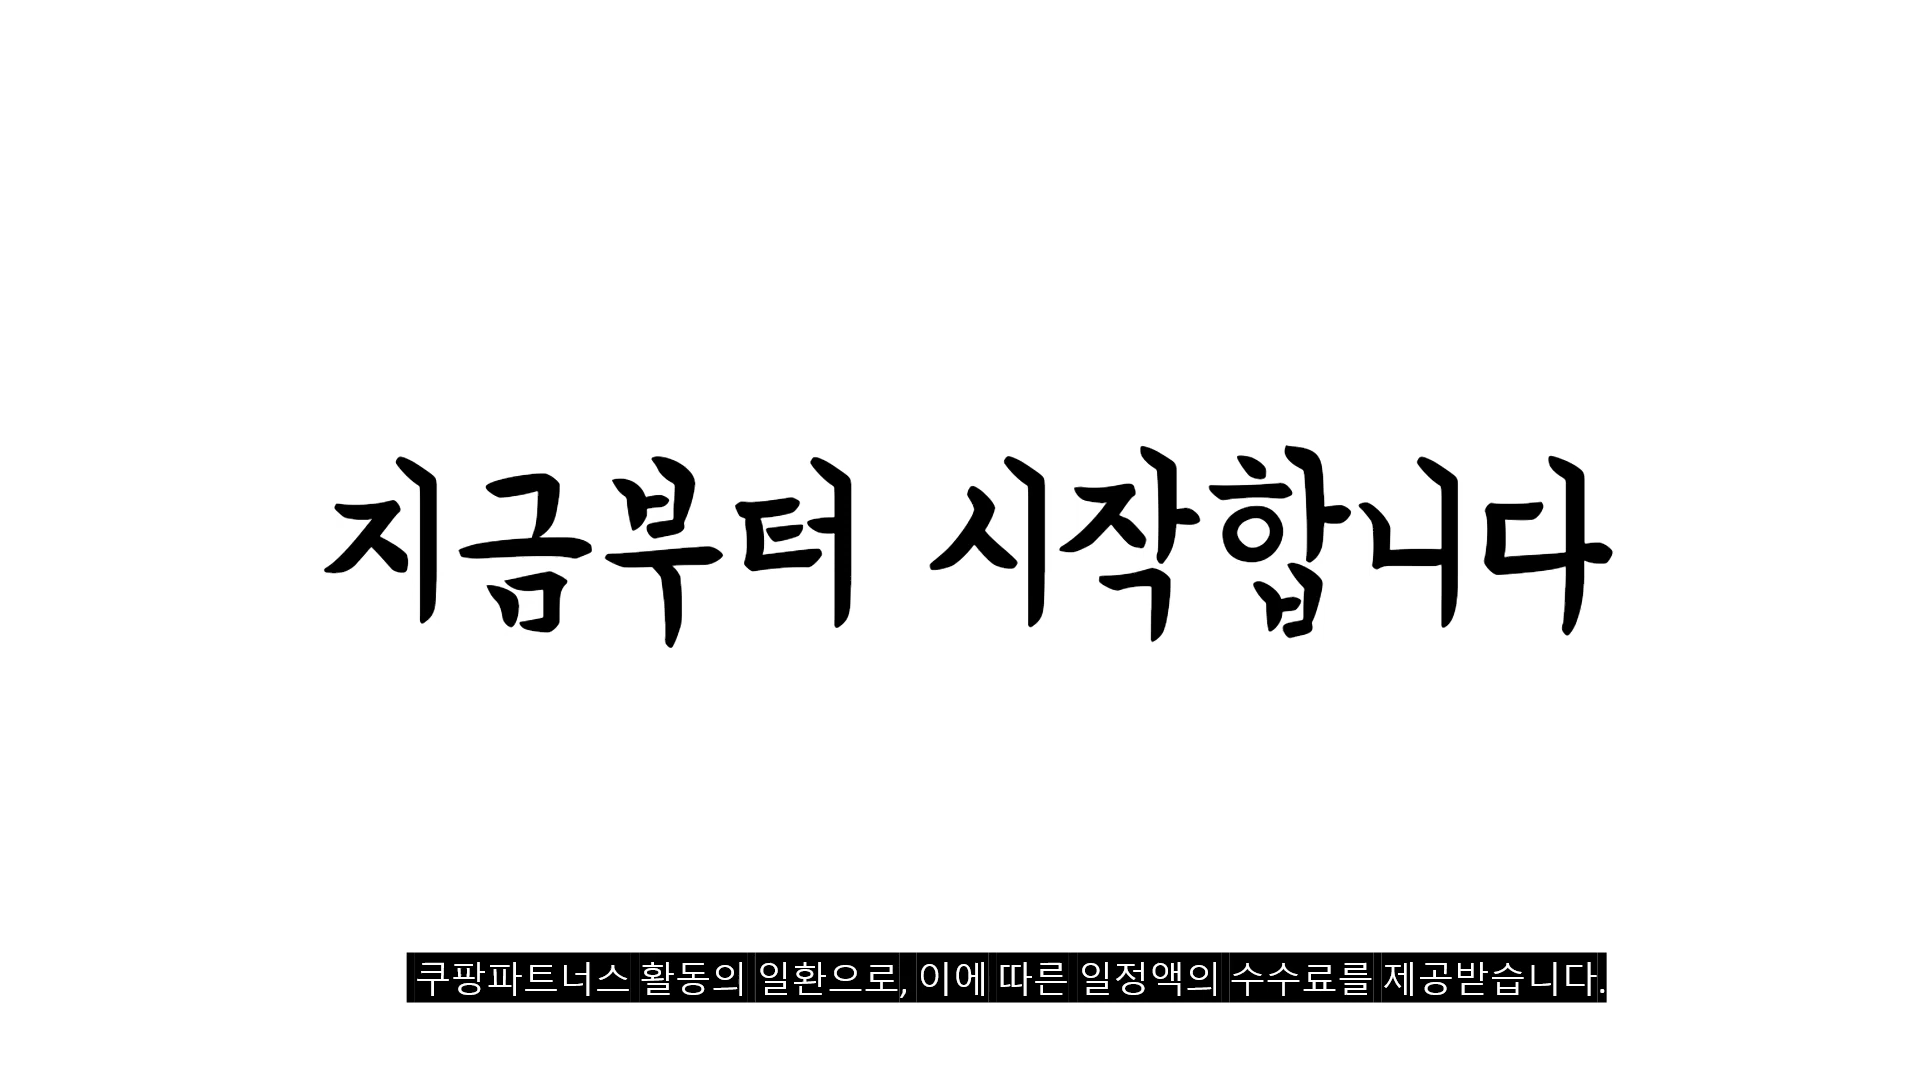 지금부터 시작합니다
쿠팡파트너스 활동의 일환으로, 이에 따른 일정액의 수수료를 제공받습니다.